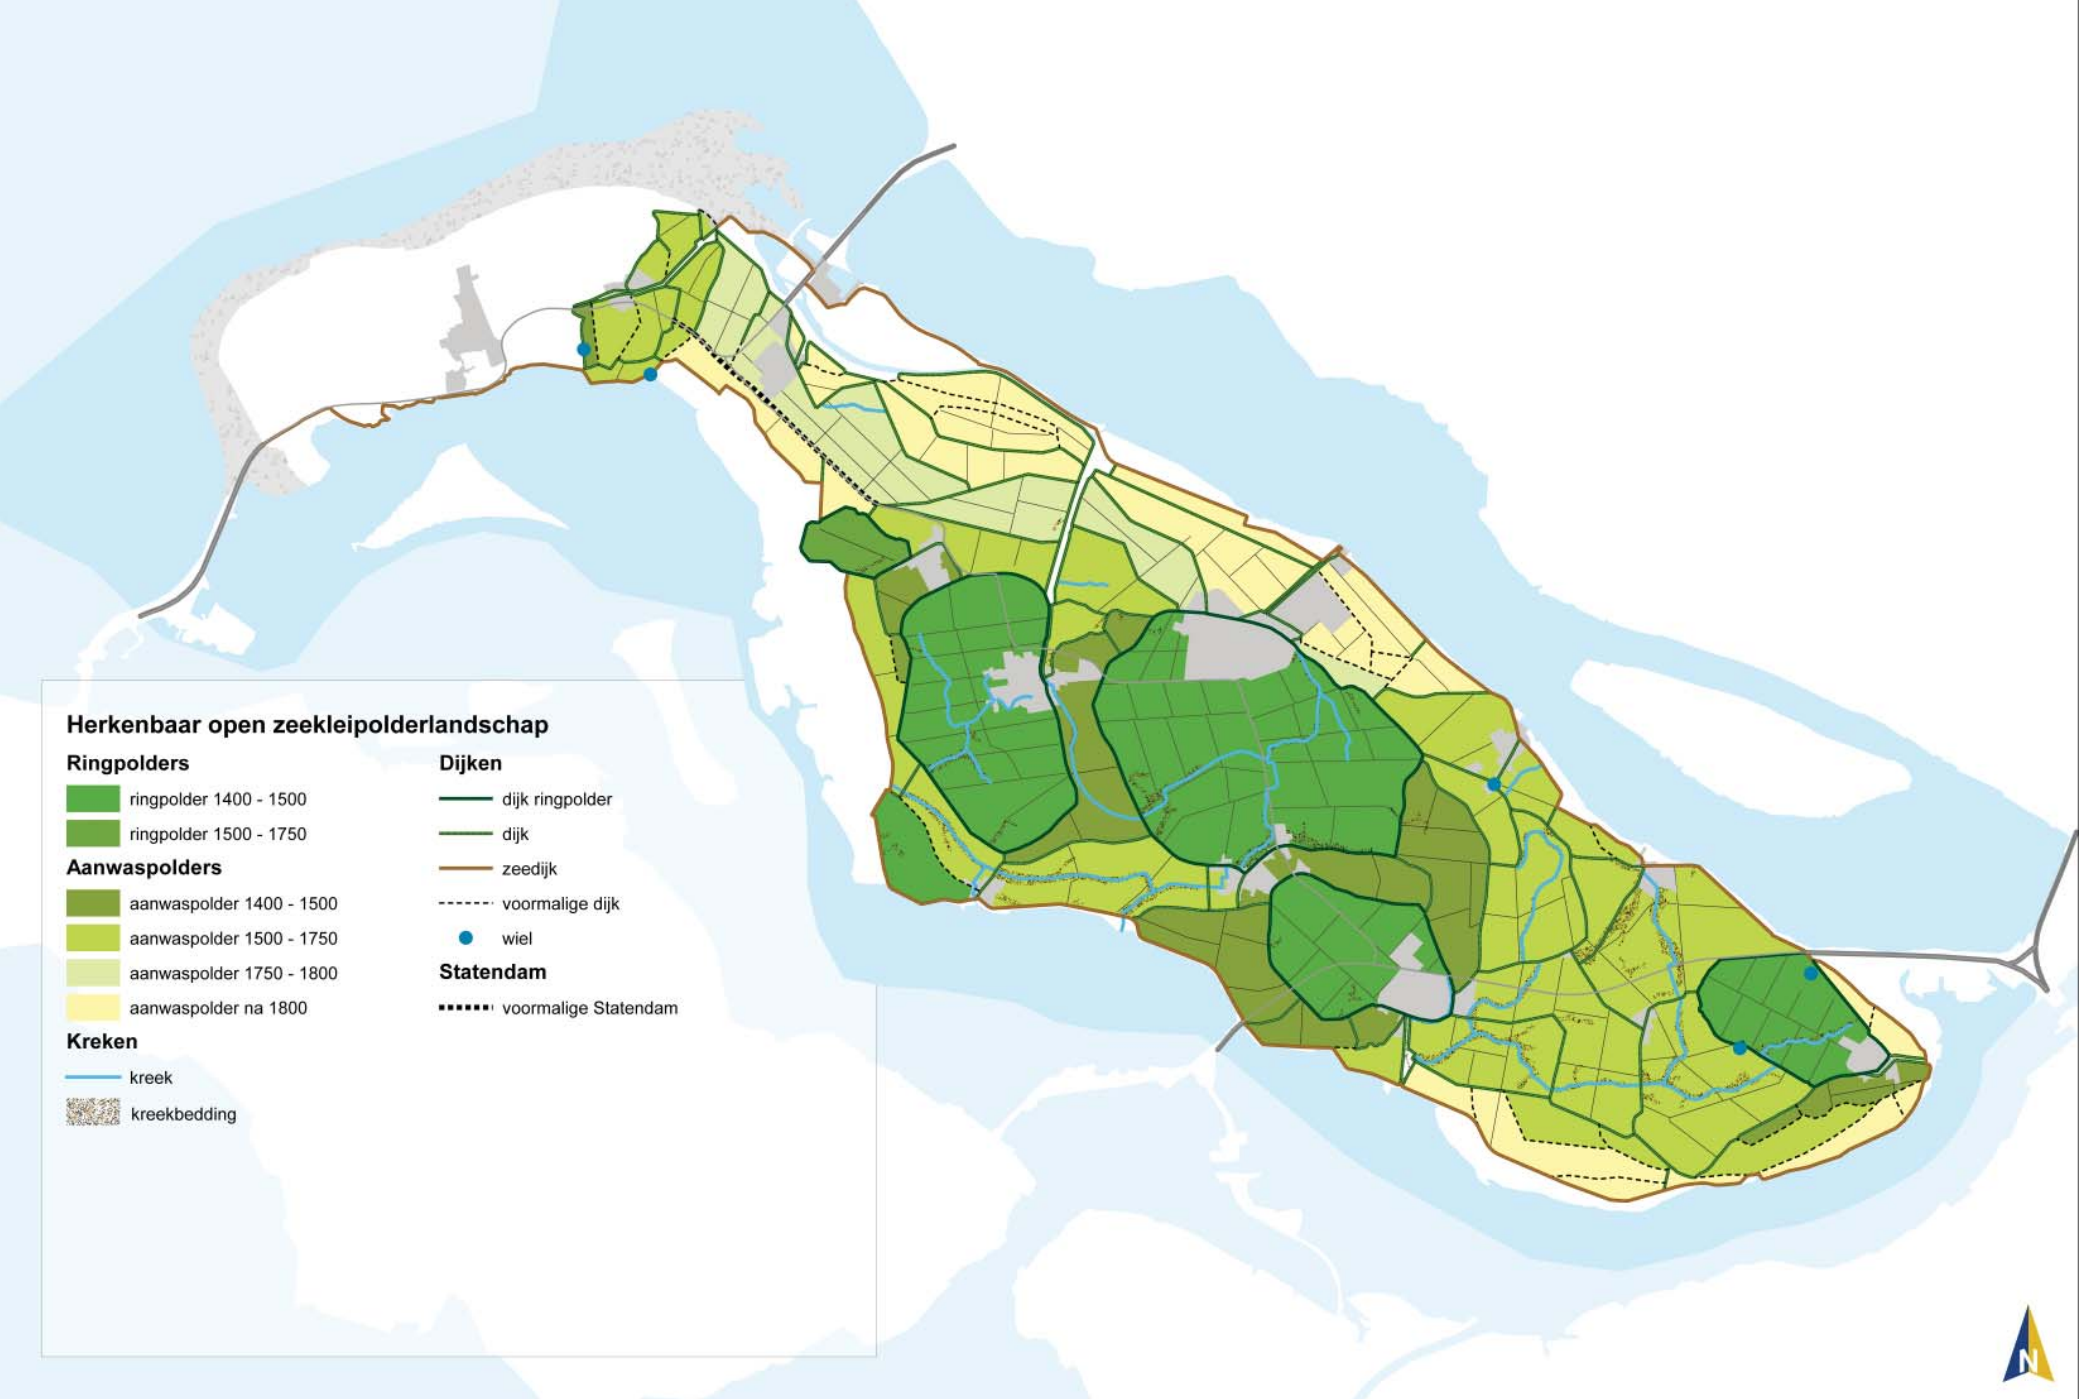 Herkenbaar open zeekleipolderlandschap
Ringpolders
ringpolder 1400 - 1500
ringpolder 1500 - 1750
Aanwaspolders
aanwaspolder 1400 - 1500
aanwaspolder 1500 - 1750
aanwaspolder 1750 - 1800
aanwaspolder na 1800
Kreken
kreek
kreekbedding
Dijken
dijk ringpolder
dijk
zeedijk
voormalige dijk
wiel
Statendam
voormalige Statendam
N